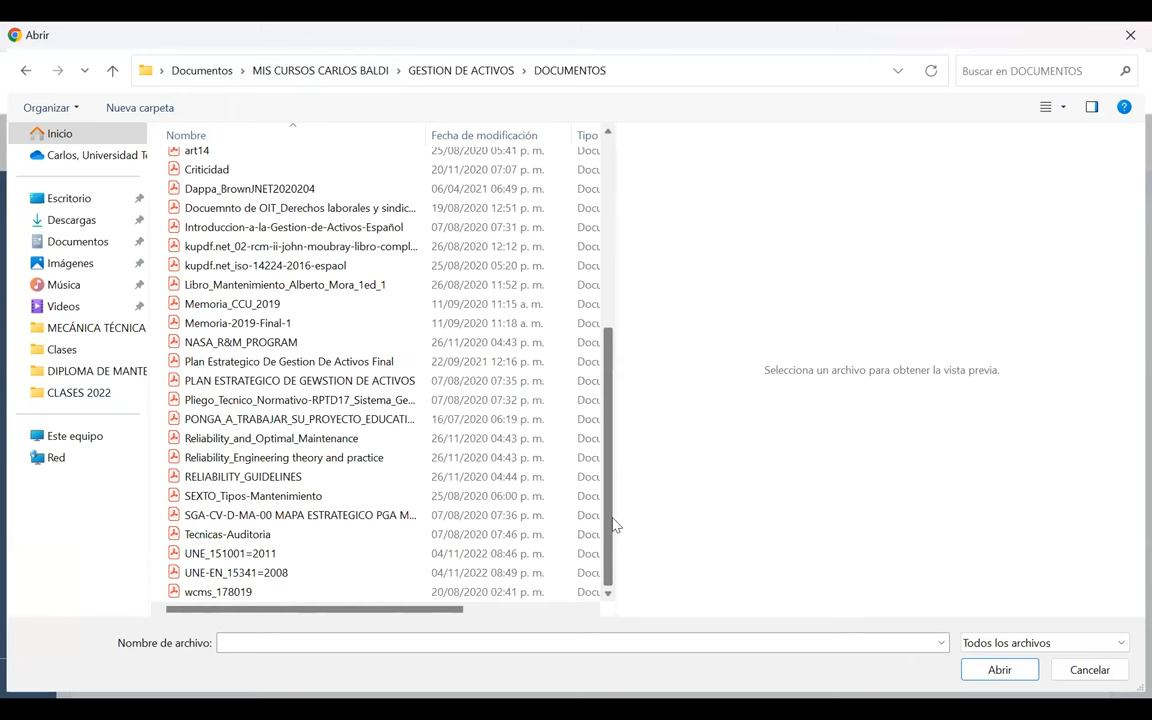 Abrir
Documentos > MIS CURSOS CARLOS BALDI > GESTION DE ACTIVOS > DOCUMENTOS
Buscar en DOCUMENTOS
Organizar
Nueva carpeta
Inicio
Carlos, Universidad Te
Escritorio
Descargas
Documentos
Imágenes
Música
Videos
MECÁNICA TÉCNICA
Clases
DIPLOMA DE MANTE
CLASES 2022
Este equipo
Red
Nombre Fecha de modificación Tipo
art14 25/08/2020 05:41 p. m. Docu
Criticidad 20/11/2020 07:07 p. m. Docu
Dappa_BrownJNET2020204 06/04/2021 06:49 p. m. Docu
Docuemnto de OIT_Derechos laborales y sindic... 19/08/2020 12:51 p. m. Docu
Introduccion-a-la-Gestion-de-Activos-Español 07/08/2020 07:31 p. m. Docu
kupdf.net_02-rcm-ii-john-moubray-libro-compl... 26/08/2020 12:12 p. m. Docu
kupdf.net_iso-14224-2016-espaol 25/08/2020 05:20 p. m. Docu
Libro_Mantenimiento_Alberto_Mora_1ed_1 26/08/2020 11:52 p. m. Docu
Memoria_CCU_2019 11/09/2020 11:15 a. m. Docu
Memoria-2019-Final-1 11/09/2020 11:18 a. m. Docu
NASA_R&M_PROGRAM 26/11/2020 04:43 p. m. Docu
Plan Estrategico De Gestion De Activos Final 22/09/2021 12:16 p. m. Docu
PLAN ESTRATEGICO DE GEWSTION DE ACTIVOS 07/08/2020 07:35 p. m. Docu
Pliego_Tecnico_Normativo-RPTD17_Sistema_Ge... 07/08/2020 07:32 p. m. Docu
PONGA_A_TRABAJAR_SU_PROYECTO_EDUCATI... 16/07/2020 06:19 p. m. Docu
Reliability_and_Optimal_Maintenance 26/11/2020 04:43 p. m. Docu
Reliability_Engineering theory and practice 26/11/2020 04:43 p. m. Docu
RELIABILITY_GUIDELINES 26/11/2020 04:44 p. m. Docu
SEXTO_Tipos-Mantenimiento 25/08/2020 06:00 p. m. Docu
SGA-CV-D-MA-00 MAPA ESTRATEGICO PGA M... 07/08/2020 07:36 p. m. Docu
Tecnicas-Auditoria 07/08/2020 07:46 p. m. Docu
UNE_151001=2011 04/11/2022 08:46 p. m. Docu
UNE-EN_15341=2008 04/11/2022 08:49 p. m. Docu
wcms_178019 20/08/2020 02:41 p. m. Docu
Selecciona un archivo para obtener la vista previa.
Nombre de archivo:
Todos los archivos
Abrir
Cancelar